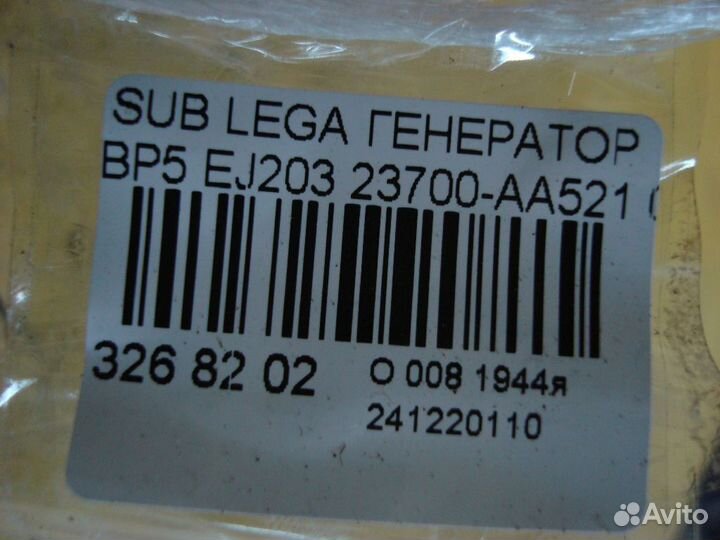 SUB LEGA ГЕНЕРАТОР
BP5 EJ203 23700-AA521
326 82 02
О 008 1944я
241220110
Avito